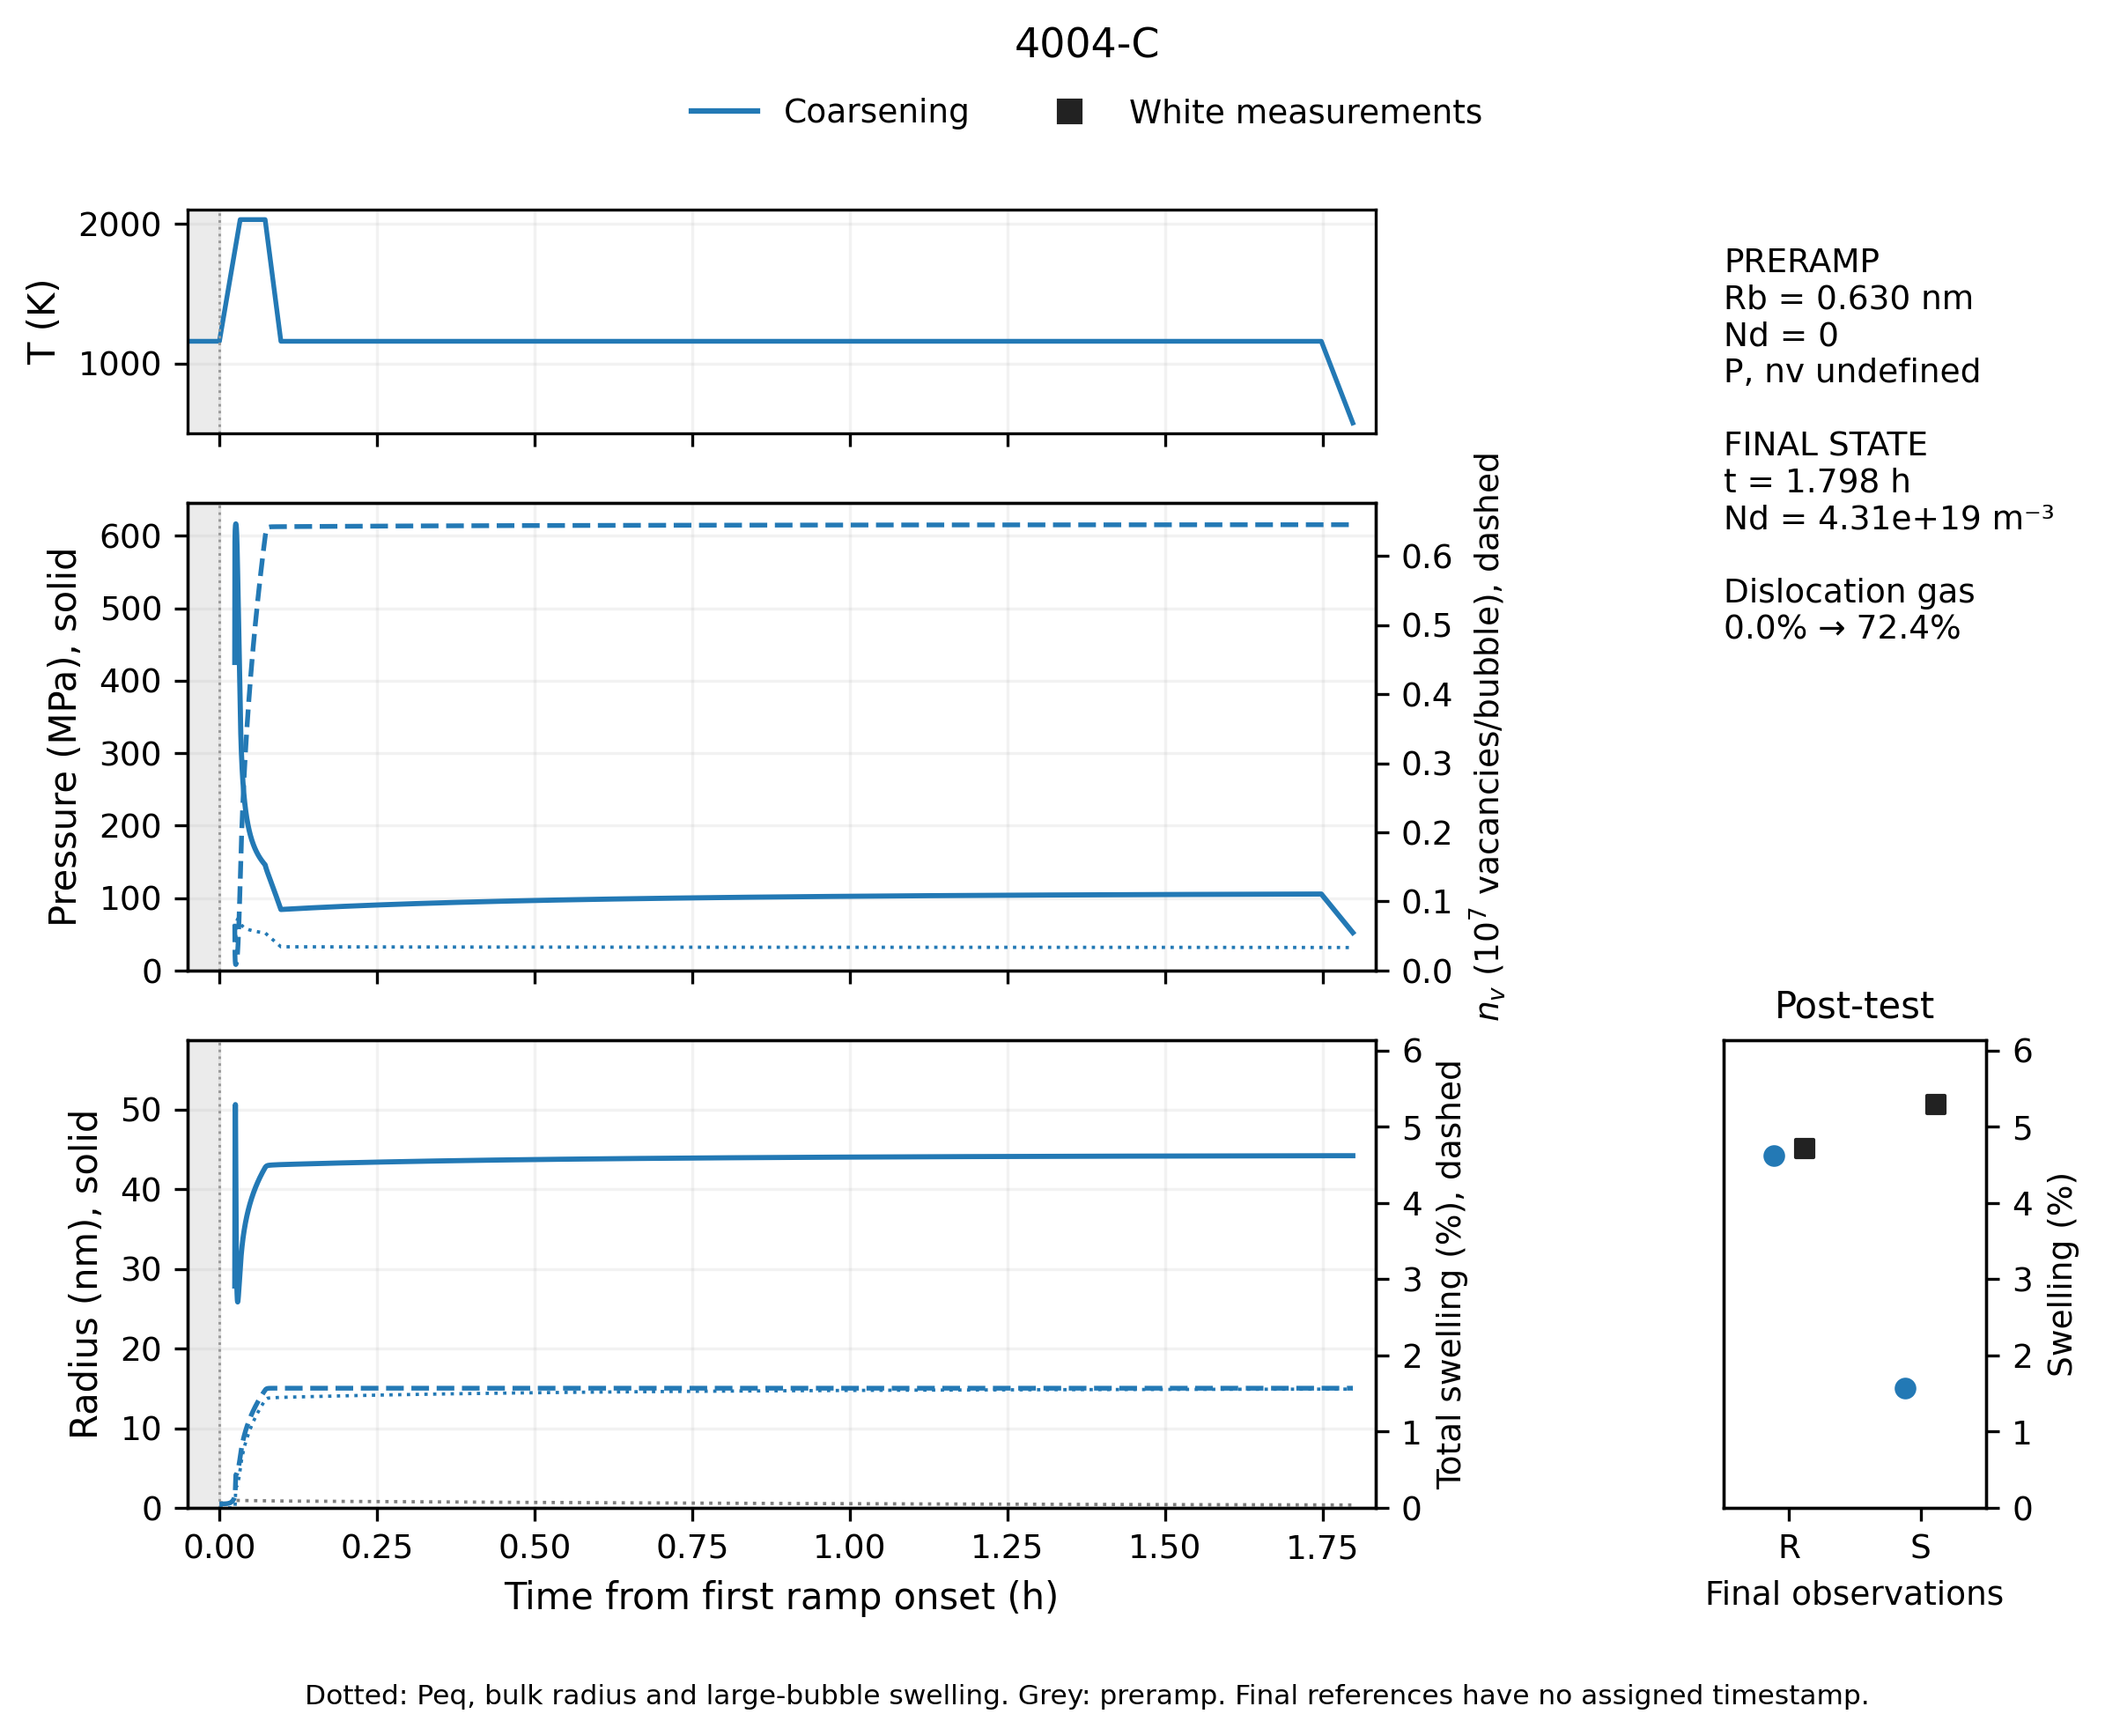 4004-C
Coarsening
White measurements
T (K)
2000
1000
Pressure (MPa), solid
600
500
400
300
200
100
0
0.6
0.5
0.4
0.3
0.2
0.1
0.0
n_v (10⁷ vacancies/bubble), dashed
Radius (nm), solid
50
40
30
20
10
0
6
5
4
3
2
1
0
Total swelling (%), dashed
0.00 0.25 0.50 0.75 1.00 1.25 1.50 1.75
Time from first ramp onset (h)
PRERAMP
Rb = 0.630 nm
Nd = 0
P, nv undefined
FINAL STATE
t = 1.798 h
Nd = 4.31e+19 m⁻³
Dislocation gas
0.0% → 72.4%
Post-test
6
5
4
3
2
1
0
Swelling (%)
R S
Final observations
Dotted: Peq, bulk radius and large-bubble swelling. Grey: preramp. Final references have no assigned timestamp.